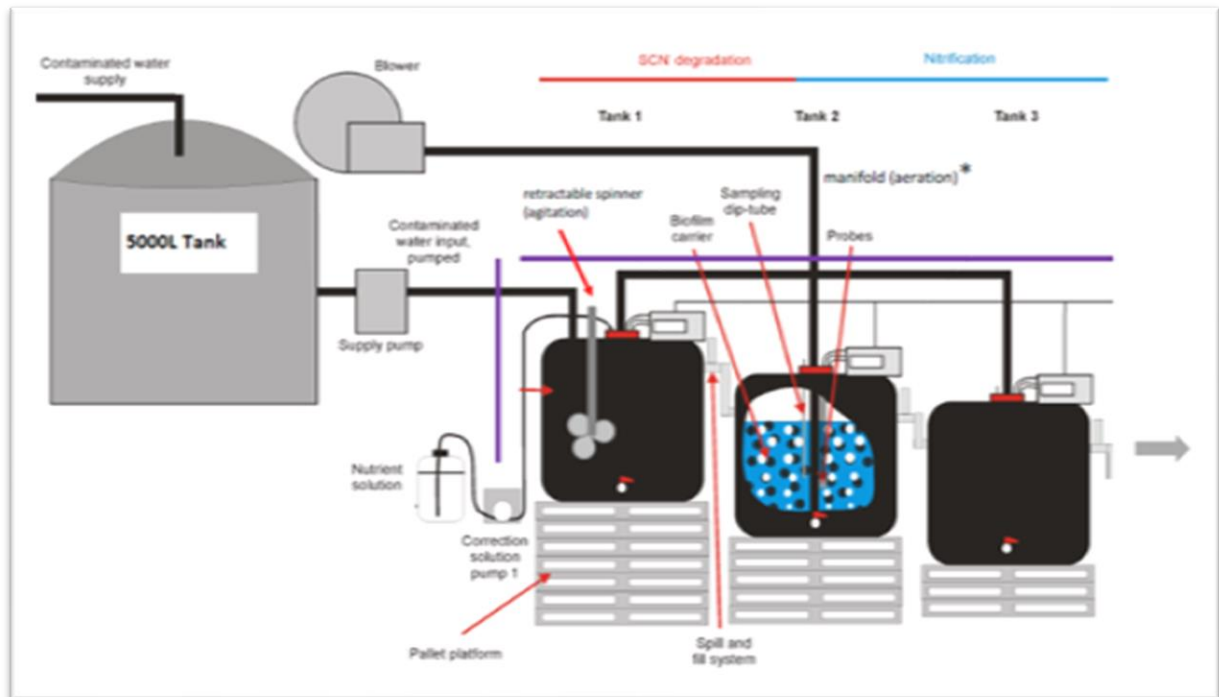 Contaminated water
supply
Blower
SCN degradation
Nitrification
Tank 1
Tank 2
Tank 3
manifold (aeration)*
retractable spinner
(agitation)
Sampling
dip-tube
Biofilm
carrier
Probes
Contaminated
water input,
pumped
5000L Tank
Supply pump
Nutrient
solution
Correction
solution
pump 1
Pallet platform
Spill and
fill system